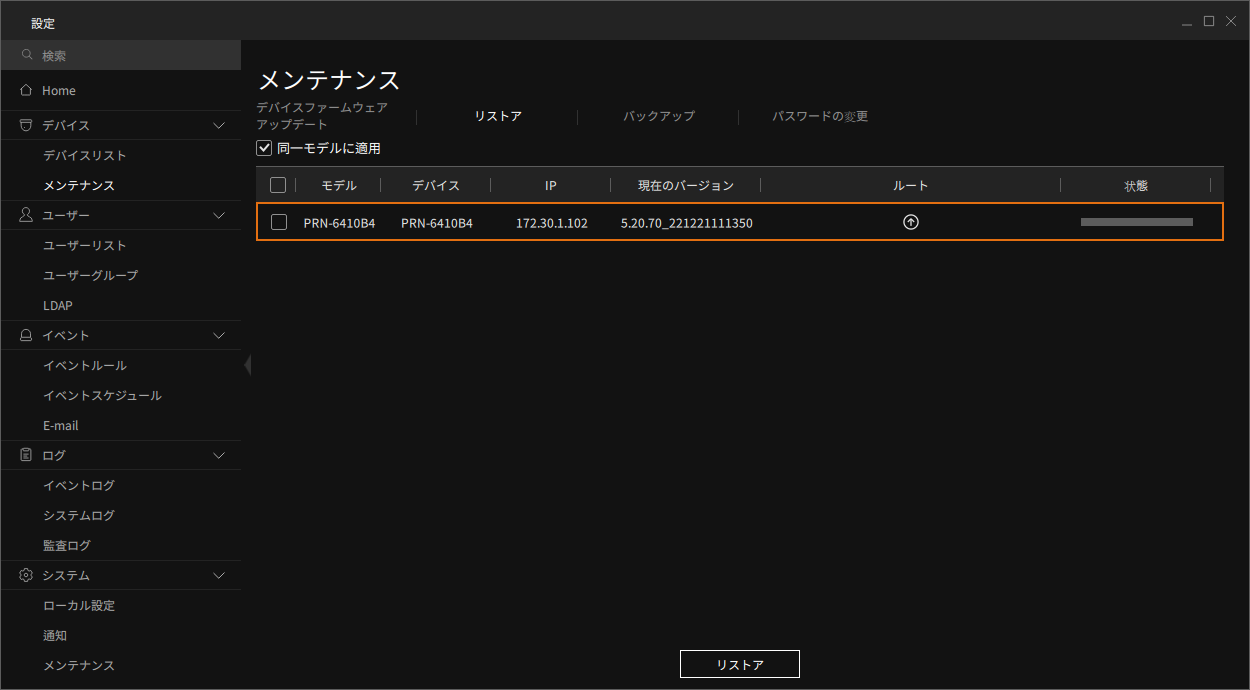 設定
検索
Home
デバイス
デバイスリスト
メンテナンス
ユーザー
ユーザーリスト
ユーザーグループ
LDAP
イベント
イベントルール
イベントスケジュール
E-mail
ログ
イベントログ
システムログ
監査ログ
システム
ローカル設定
通知
メンテナンス
メンテナンス
デバイスファームウェア
アップデート
リストア
バックアップ
パスワードの変更
同一モデルに適用
モデル デバイス IP 現在のバージョン ルート 状態
PRN-6410B4 PRN-6410B4 172.30.1.102 5.20.70_221221111350
リストア